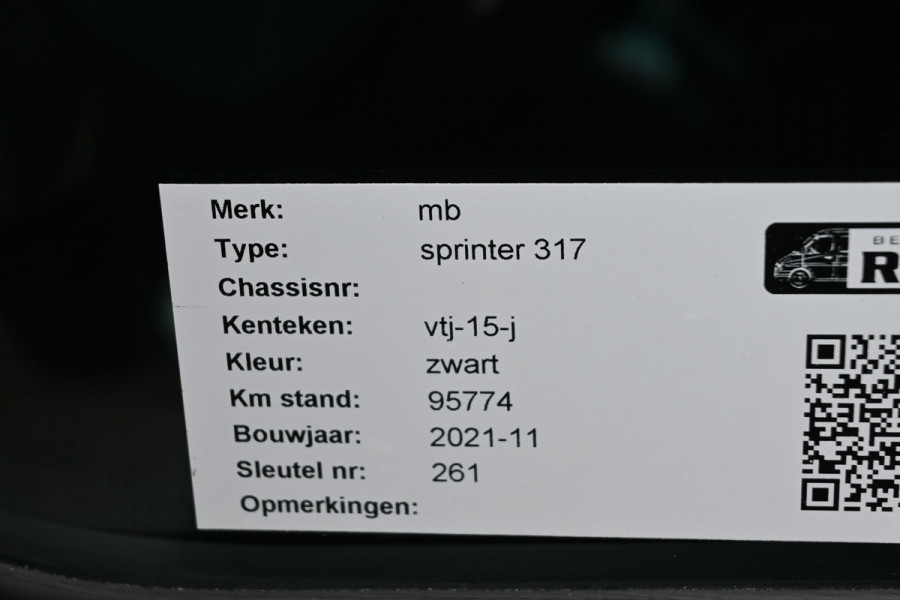 Merk: mb
Type: sprinter 317
Chassisnr:
Kenteken: vtj-15-j
Kleur: zwart
Km stand: 95774
Bouwjaar: 2021-11
Sleutel nr: 261
Opmerkingen: